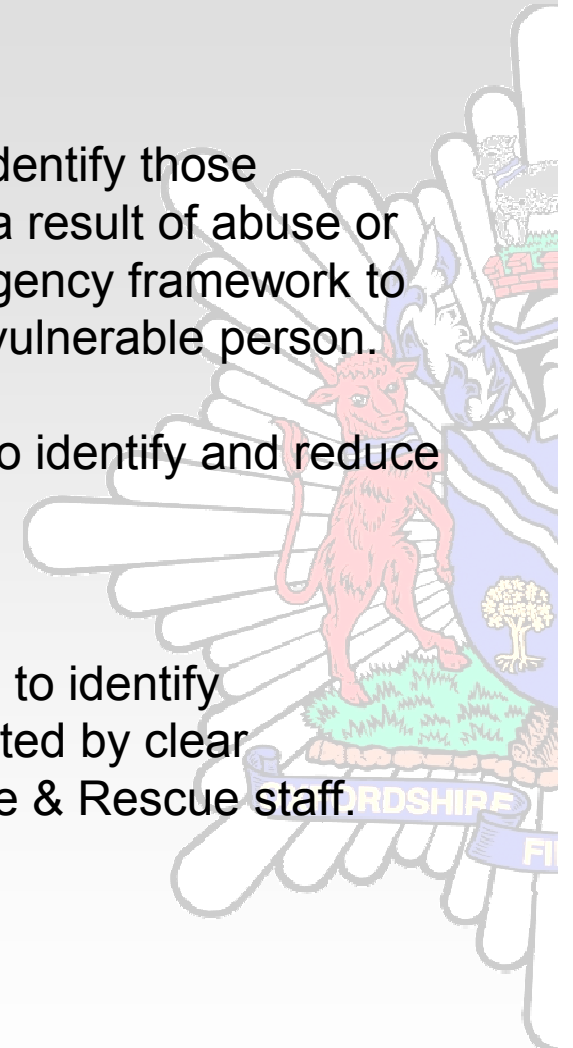 dentify those
a result of abuse or
gency framework to
vulnerable person.
o identify and reduce
to identify
ted by clear
e & Rescue staff.
RDSHIRE
FI